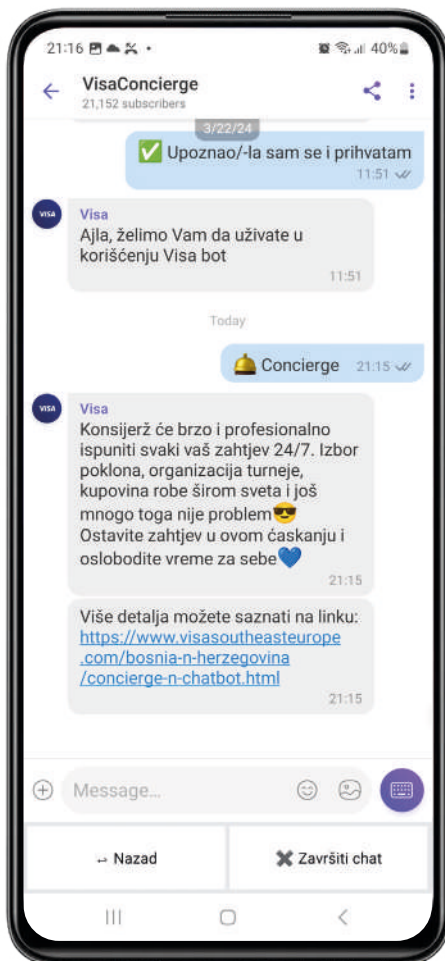 21:16
40%
VisaConcierge
21,152 subscribers
3/22/24
✅ Upoznao/-la sam se i prihvatam
11:51
VISA
Visa
Ajla, želimo Vam da uživate u
korišćenju Visa bot
11:51
Today
🛎️ Concierge 21:15
VISA
Visa
Konsijerž će brzo i profesionalno
ispuniti svaki vaš zahtjev 24/7. Izbor
poklona, organizacija turneje,
kupovina robe širom sveta i još
mnogo toga nije problem😎
Ostavite zahtjev u ovom ćaskanju i
oslobodite vreme za sebe💙
21:15
Više detalja možete saznati na linku:
https://www.visasoutheasteurope
.com/bosnia-n-herzegovina
/concierge-n-chatbot.html
21:15
Message...
↔ Nazad
✖ Završiti chat